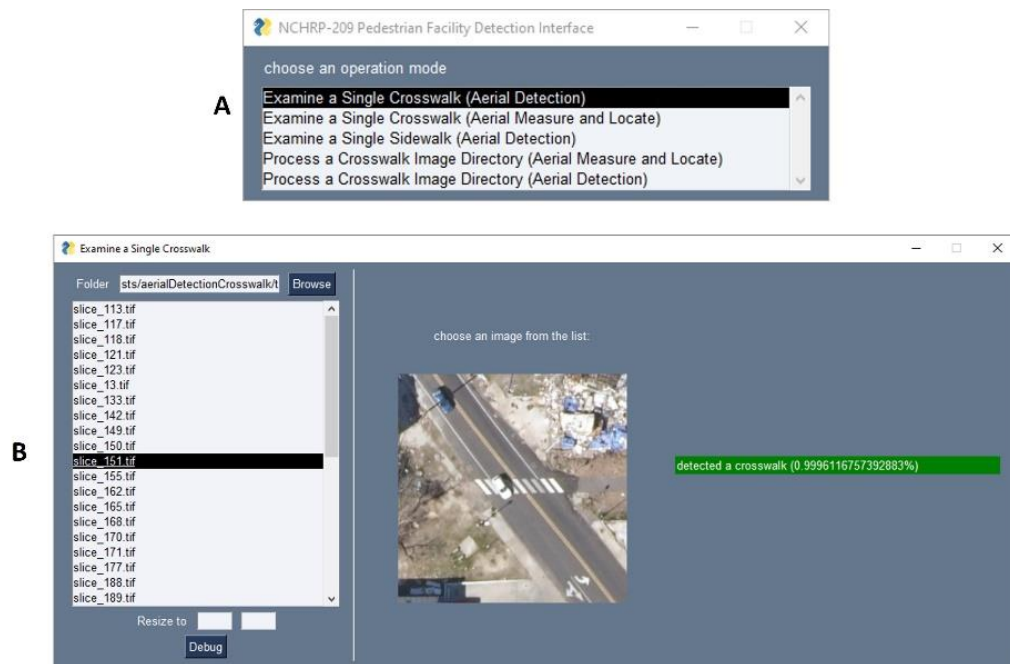 NCHRP-209 Pedestrian Facility Detection Interface
choose an operation mode
A
Examine a Single Crosswalk (Aerial Detection)
Examine a Single Crosswalk (Aerial Measure and Locate)
Examine a Single Sidewalk (Aerial Detection)
Process a Crosswalk Image Directory (Aerial Measure and Locate)
Process a Crosswalk Image Directory (Aerial Detection)
Examine a Single Crosswalk
Folder sts/aerialDetectionCrosswalk/t Browse
slice_113.tif
slice_117.tif
slice_118.tif
slice_121.tif
slice_123.tif
slice_13.tif
slice_133.tif
slice_142.tif
slice_149.tif
slice_150.tif
B
slice_151.tif
slice_155.tif
slice_162.tif
slice_165.tif
slice_168.tif
slice_170.tif
slice_171.tif
slice_177.tif
slice_188.tif
slice_189.tif
Resize to
Debug
choose an image from the list:
detected a crosswalk (0.9996116757392883%)